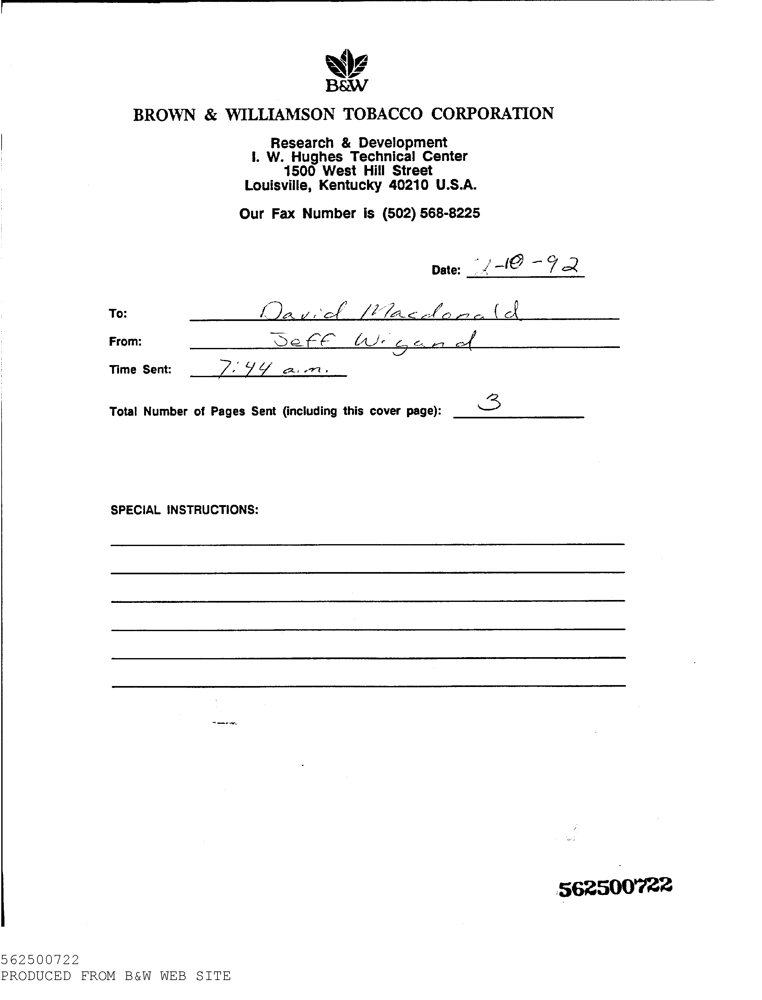 B&W
BROWN & WILLIAMSON TOBACCO CORPORATION
Research & Development
I. W. Hughes Technical Center
1500 West Hill Street
Louisville, Kentucky 40210 U.S.A.
Our Fax Number is (502) 568-8225
Date: 2-10-92
To: David Macdonald
From: Jeff Wigand
Time Sent: 7:44 a.m.
Total Number of Pages Sent (including this cover page): 3
SPECIAL INSTRUCTIONS:
562500722
562500722
PRODUCED FROM B&W WEB SITE